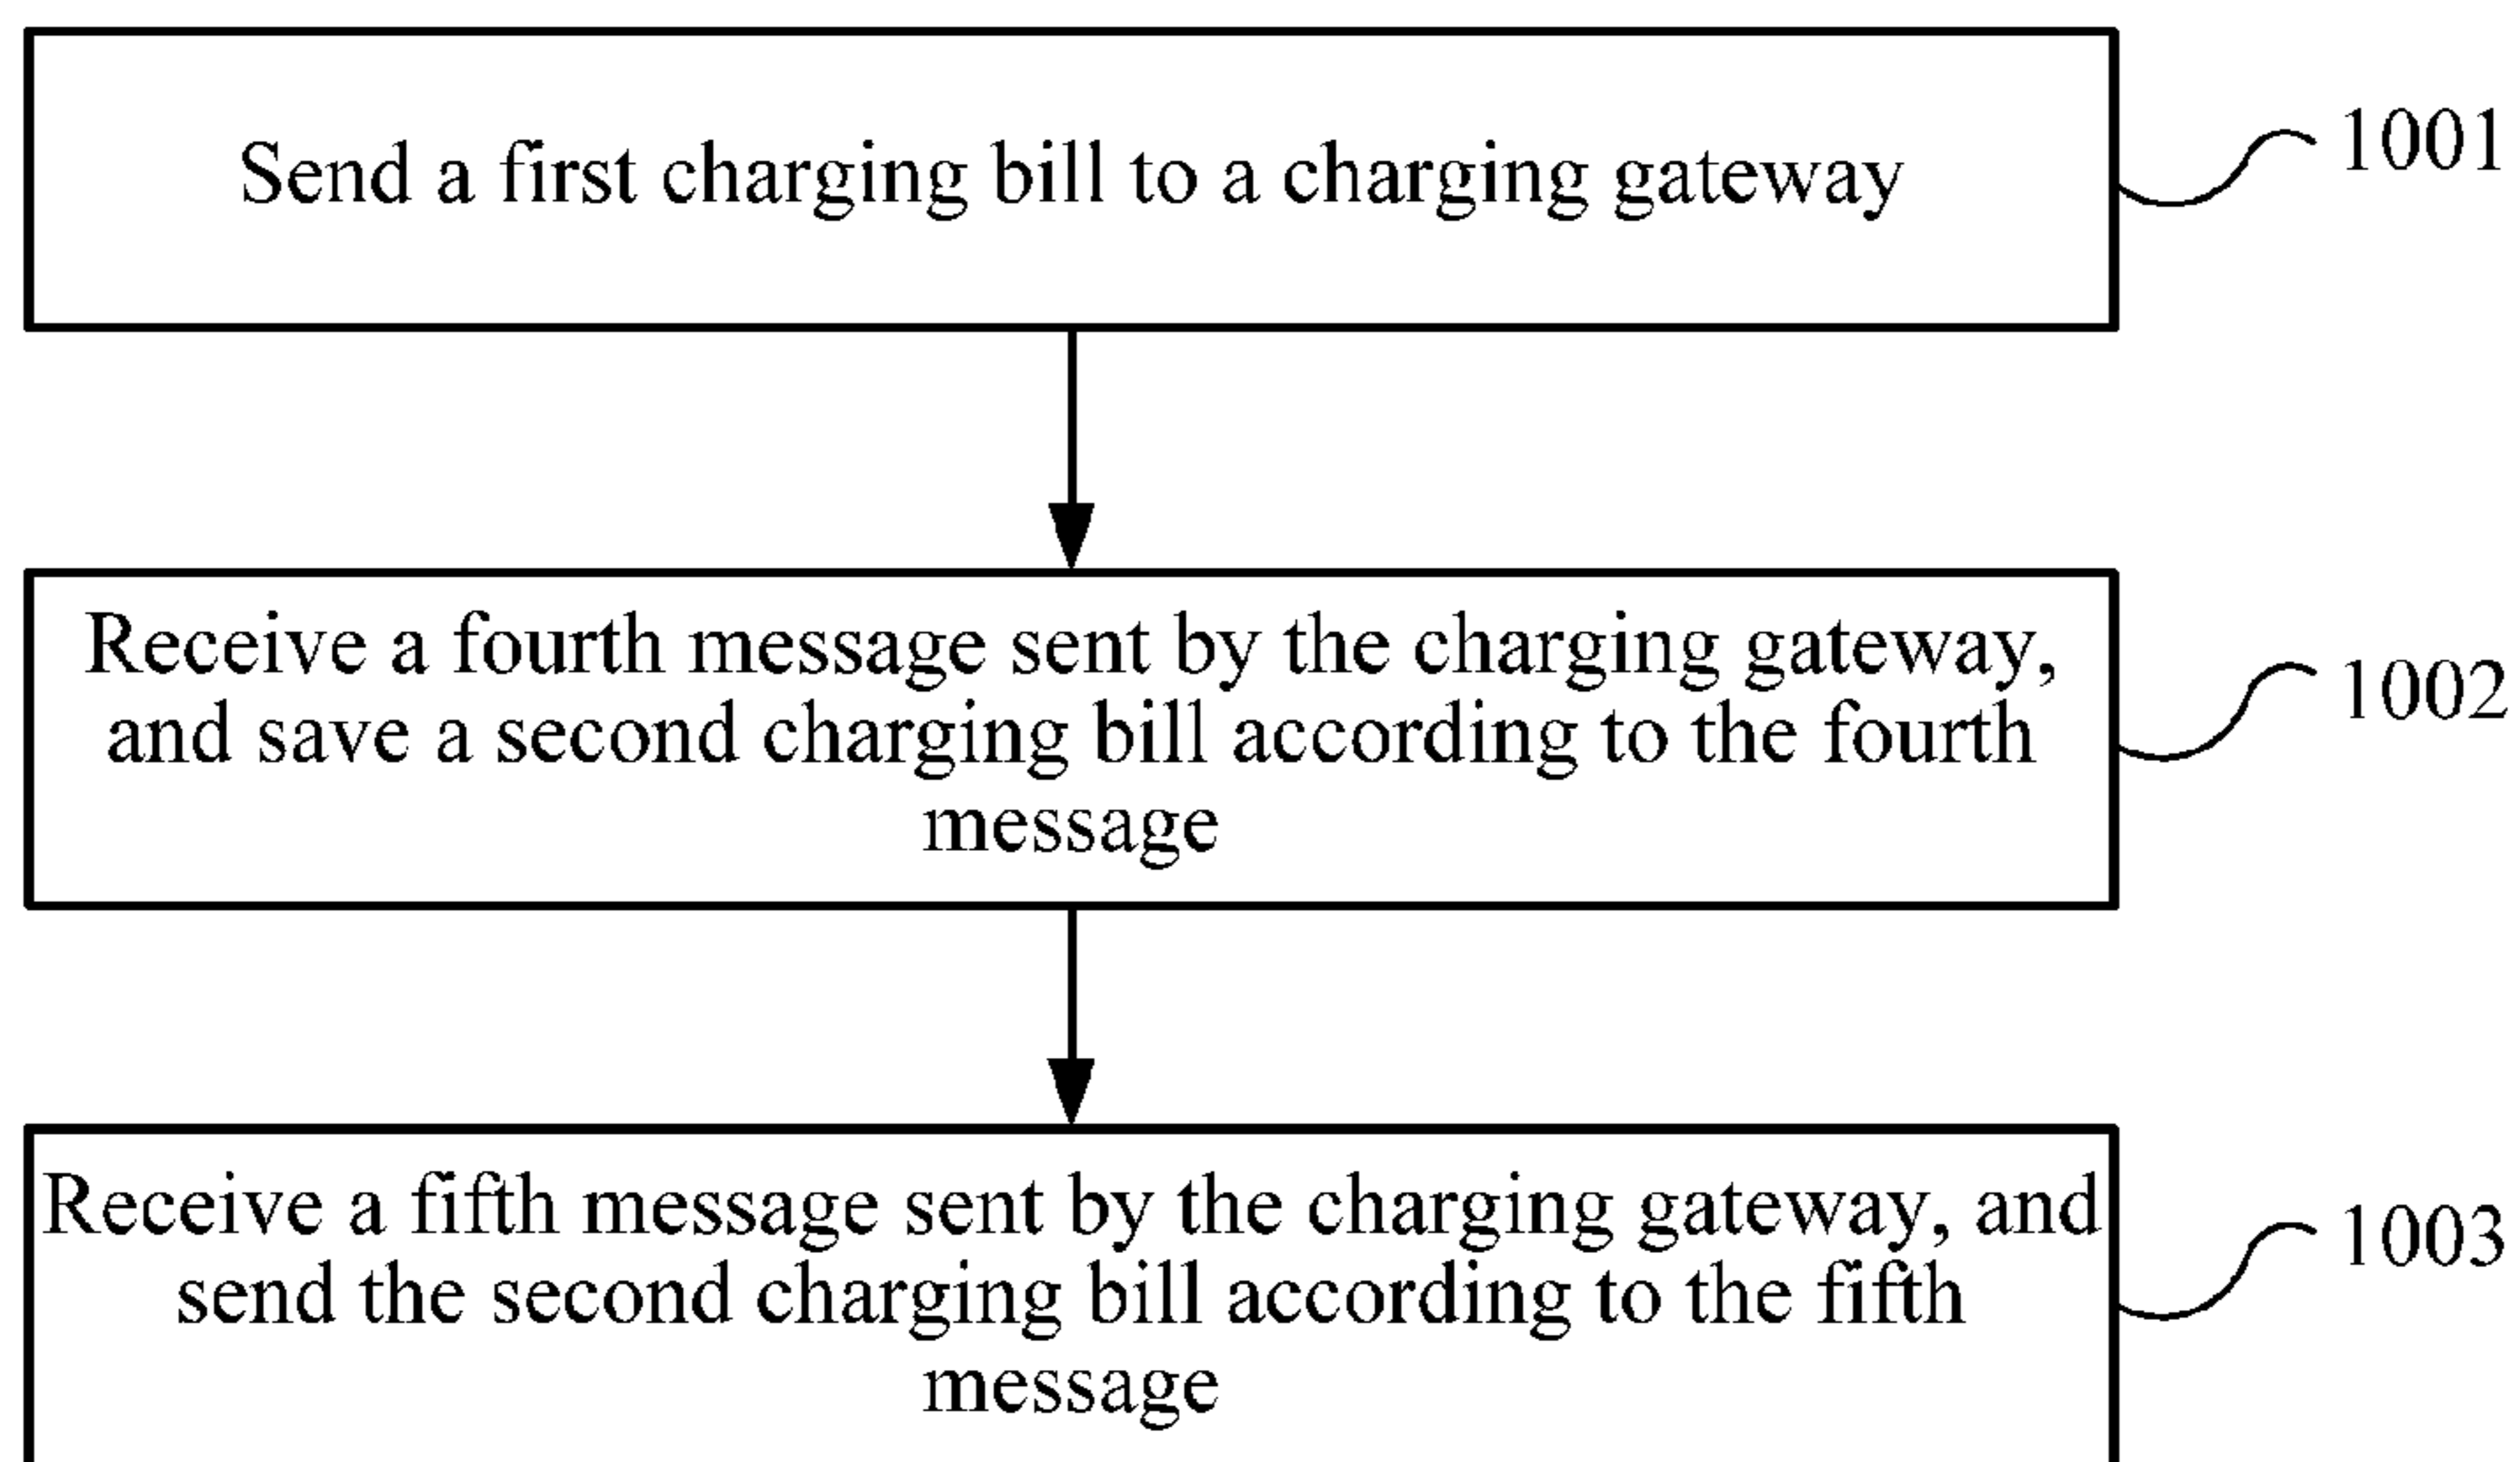 Send a first charging bill to a charging gateway
1001
Receive a fourth message sent by the charging gateway,
and save a second charging bill according to the fourth
message
1002
Receive a fifth message sent by the charging gateway, and
send the second charging bill according to the fifth
message
1003